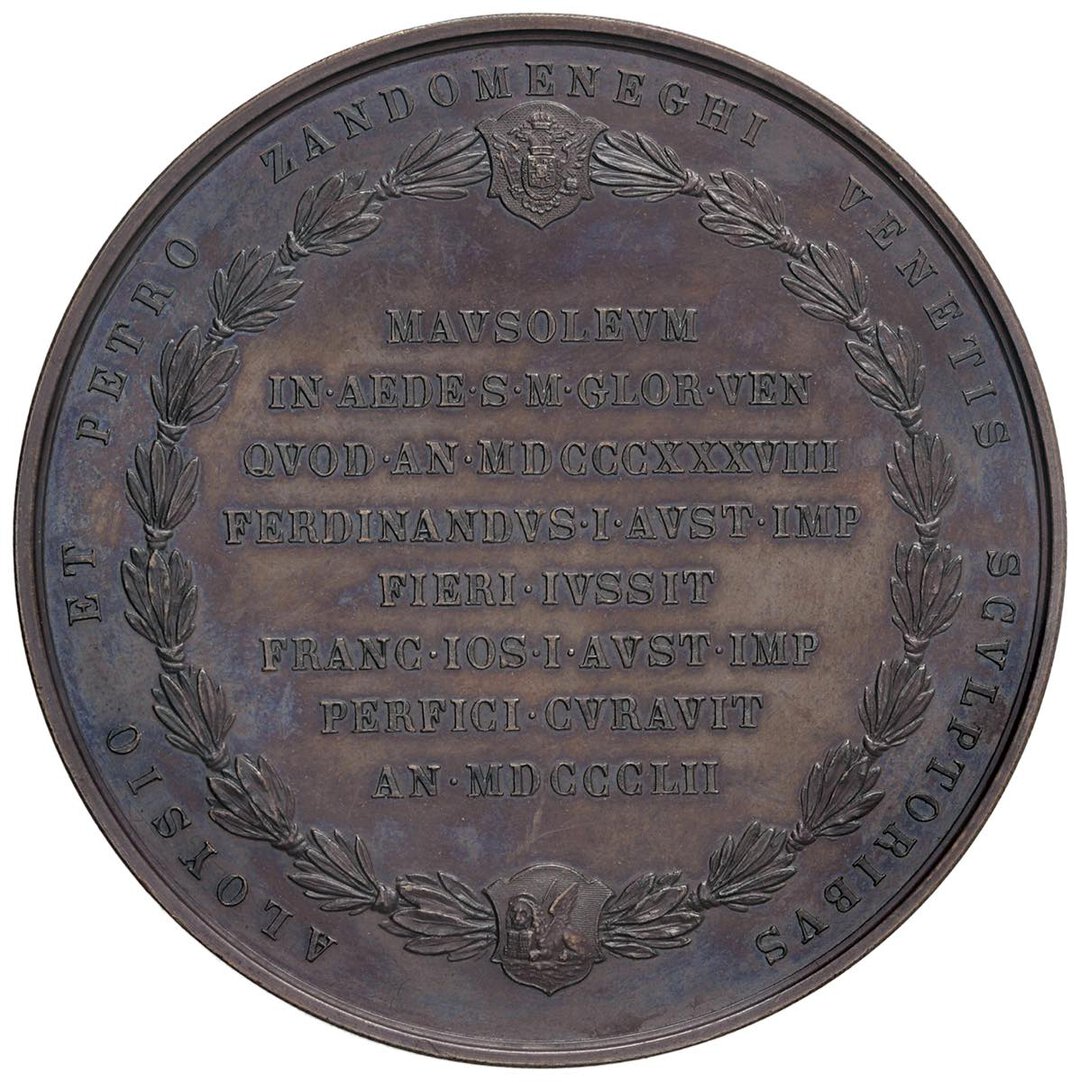 ALOYSIO ET PETRO ZANDOMENEGHI VENETIS SCVLPTORIBVS
MAVSOLEVM
IN·AEDE·S·M·GLOR·VEN
QVOD·AN·MDCCCXXXVIII
FERDINANDVS·I·AVST·IMP
FIERI·IVSSIT
FRANC·IOS·I·AVST·IMP
PERFICI·CVRAVIT
AN·MDCCCLII